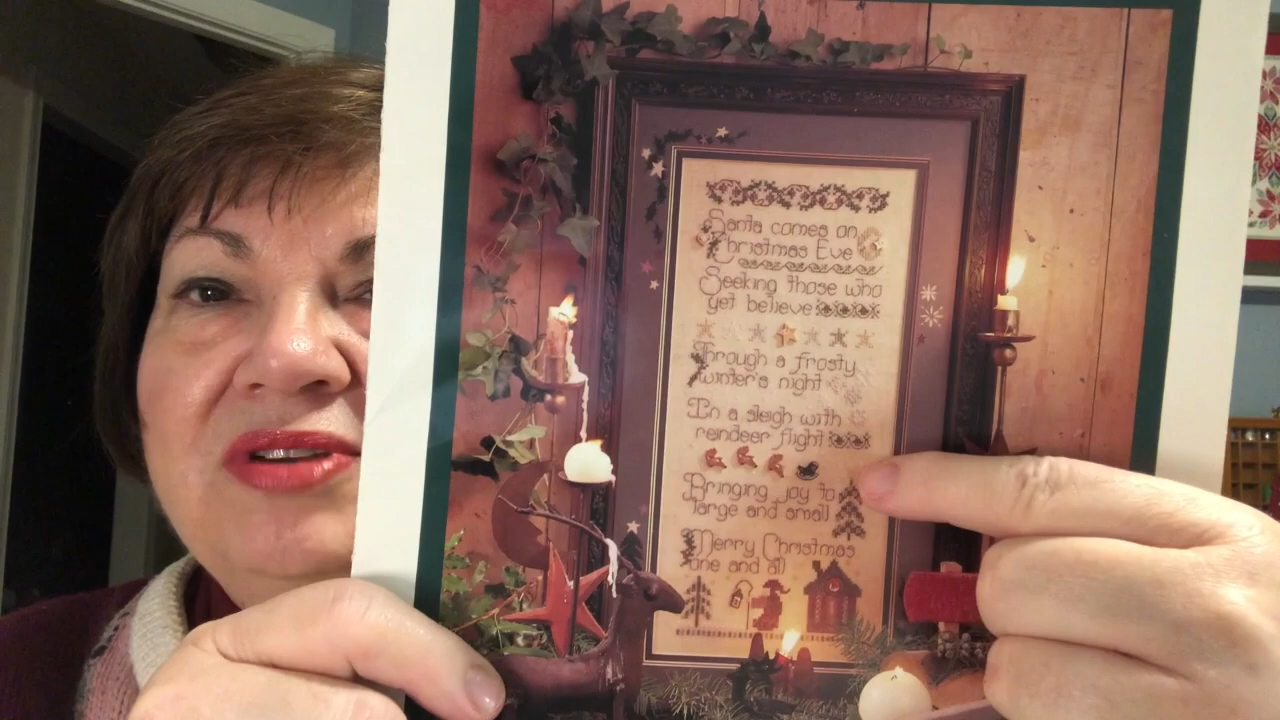 Santa comes on
Christmas Eve
Seeking those who
yet believe
Through a frosty
winter's night
In a sleigh with
reindeer flight
Bringing joy to
large and small
Merry Christmas
one and all